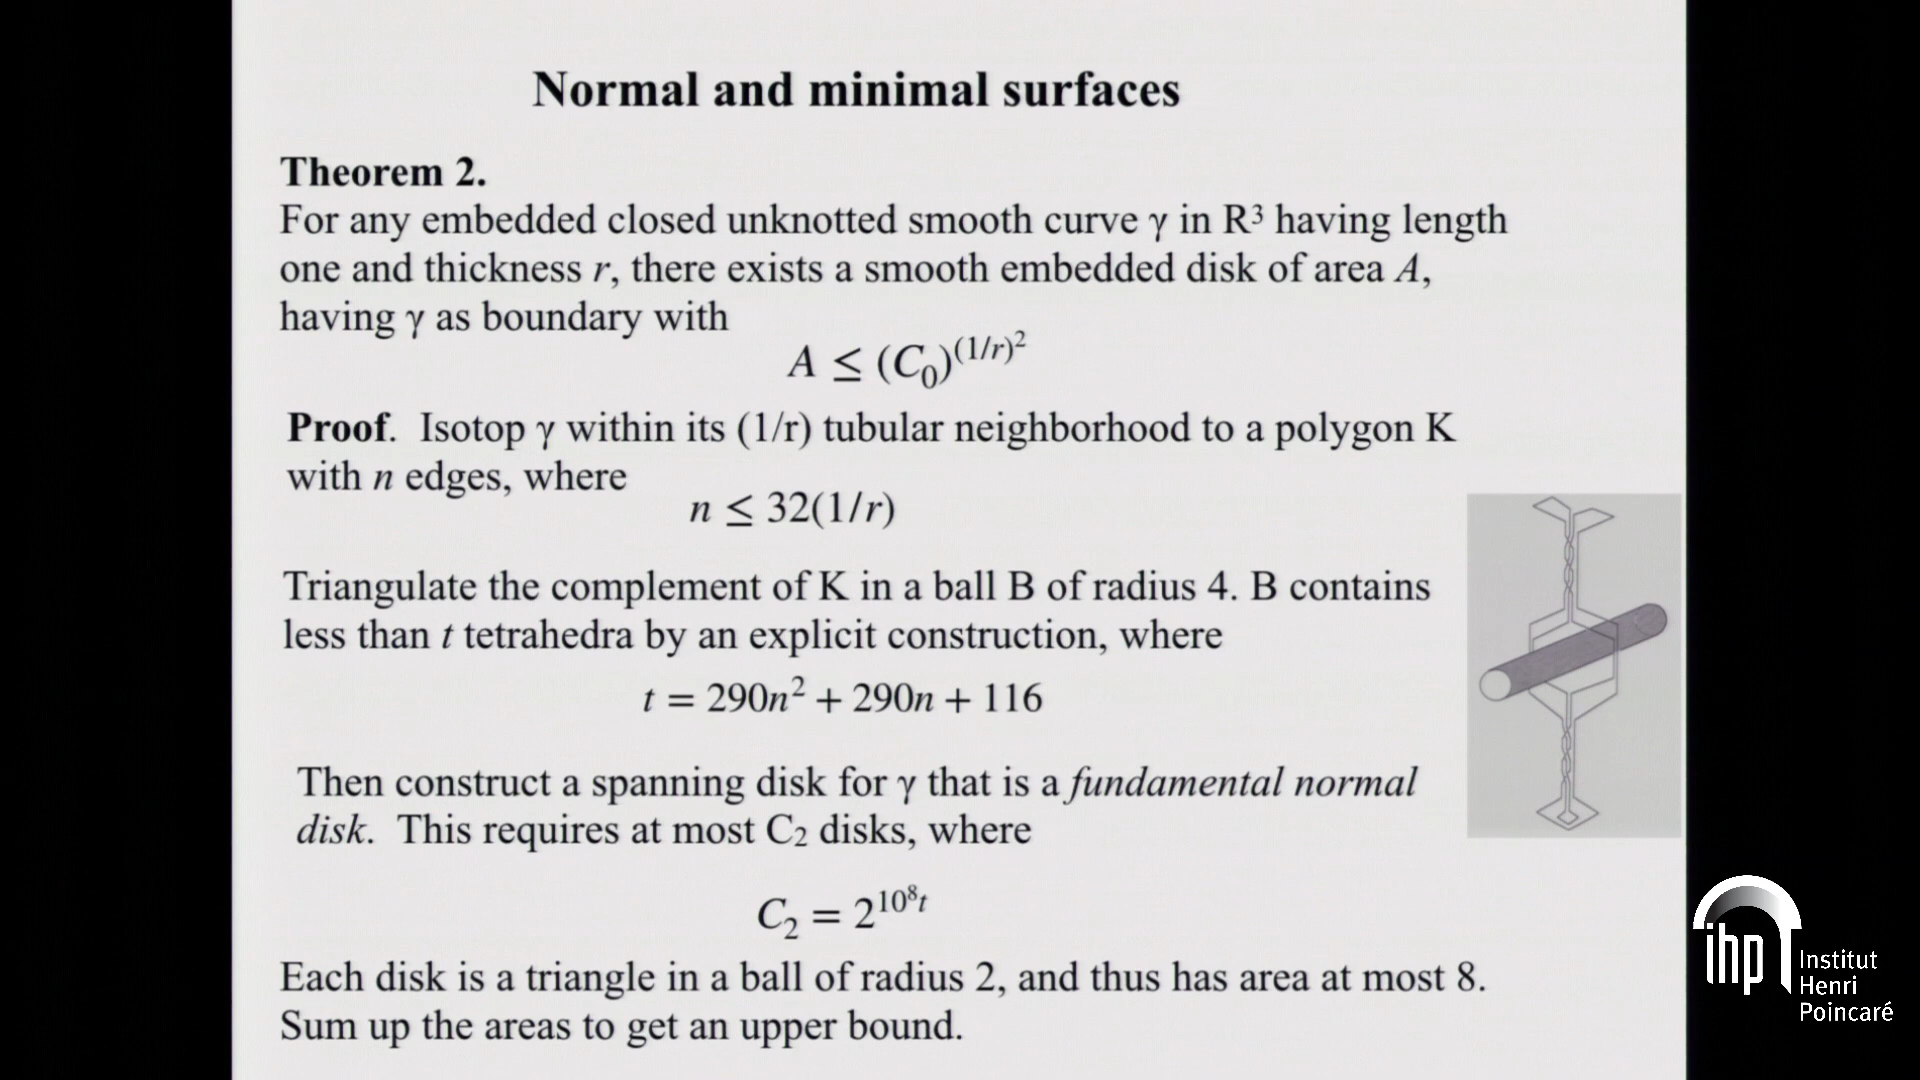 Normal and minimal surfaces
Theorem 2.
For any embedded closed unknotted smooth curve γ in R³ having length
one and thickness r, there exists a smooth embedded disk of area A,
having γ as boundary with
A ≤ (C₀)^{(1/r)²}
Proof. Isotop γ within its (1/r) tubular neighborhood to a polygon K
with n edges, where
n ≤ 32(1/r)
Triangulate the complement of K in a ball B of radius 4. B contains
less than t tetrahedra by an explicit construction, where
t = 290n² + 290n + 116
Then construct a spanning disk for γ that is a fundamental normal
disk. This requires at most C₂ disks, where
C₂ = 2^{10⁸t}
Each disk is a triangle in a ball of radius 2, and thus has area at most 8.
Sum up the areas to get an upper bound.
ihp
Institut
Henri
Poincaré